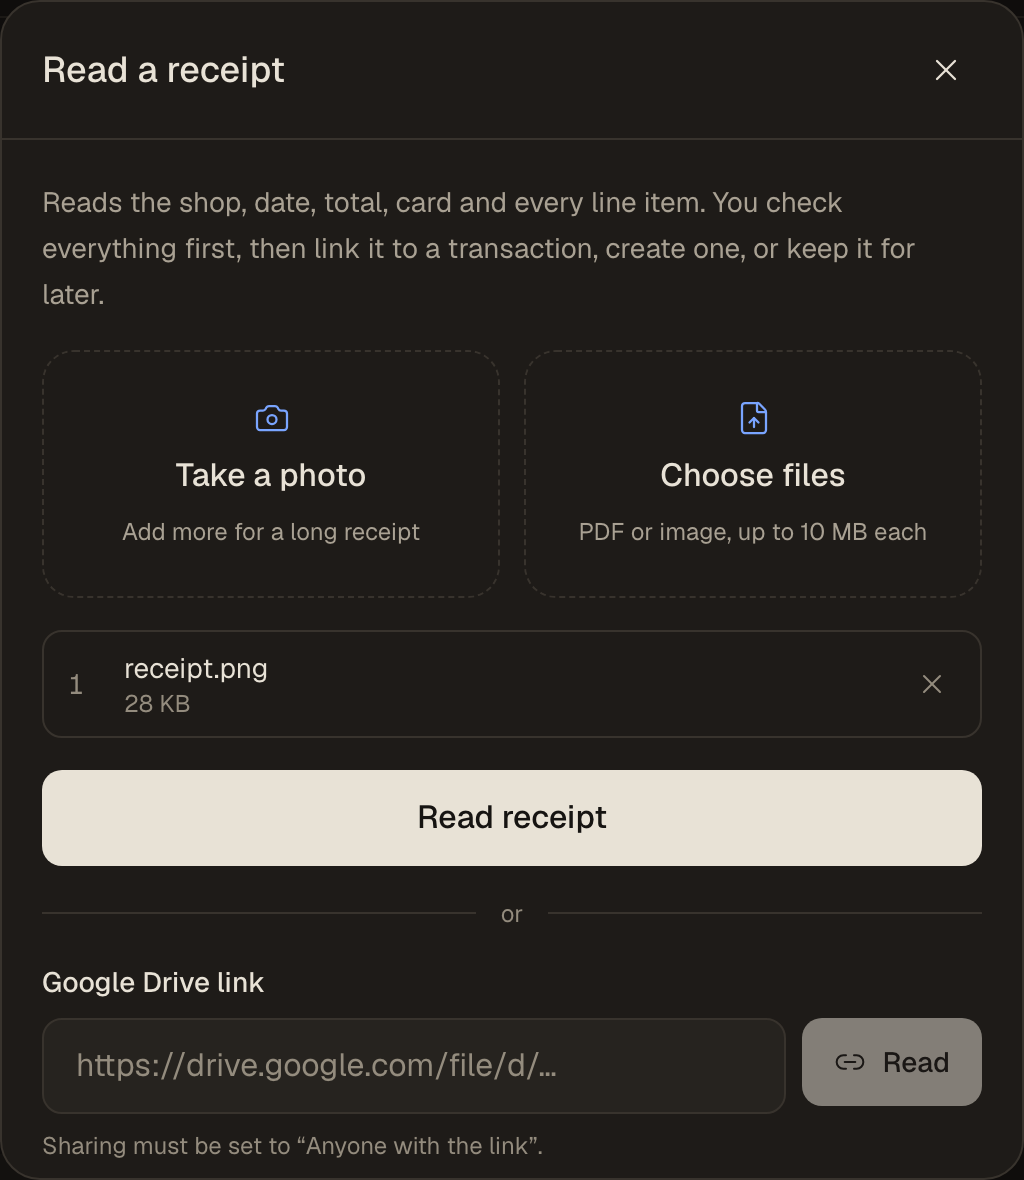 Read a receipt
Reads the shop, date, total, card and every line item. You check
everything first, then link it to a transaction, create one, or keep it for
later.
Take a photo
Add more for a long receipt
Choose files
PDF or image, up to 10 MB each
1
receipt.png
28 KB
Read receipt
or
Google Drive link
https://drive.google.com/file/d/…
Read
Sharing must be set to “Anyone with the link”.